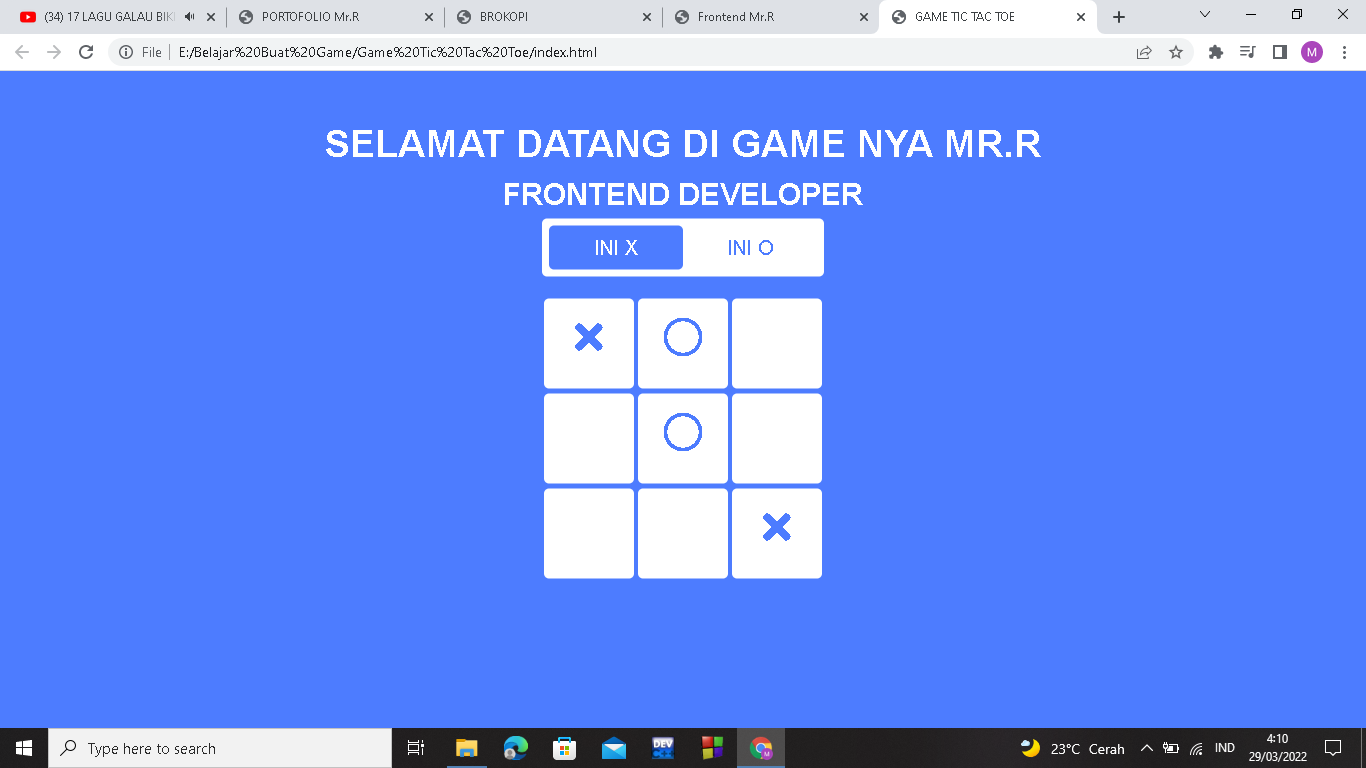 (34) 17 LAGU GALAU BIKI
PORTOFOLIO Mr.R
BROKOPI
Frontend Mr.R
GAME TIC TAC TOE
File
E:/Belajar%20Buat%20Game/Game%20Tic%20Tac%20Toe/index.html
M
SELAMAT DATANG DI GAME NYA MR.R
FRONTEND DEVELOPER
INI X
INI O
Type here to search
DEV
23°C Cerah
IND
4:10
29/03/2022